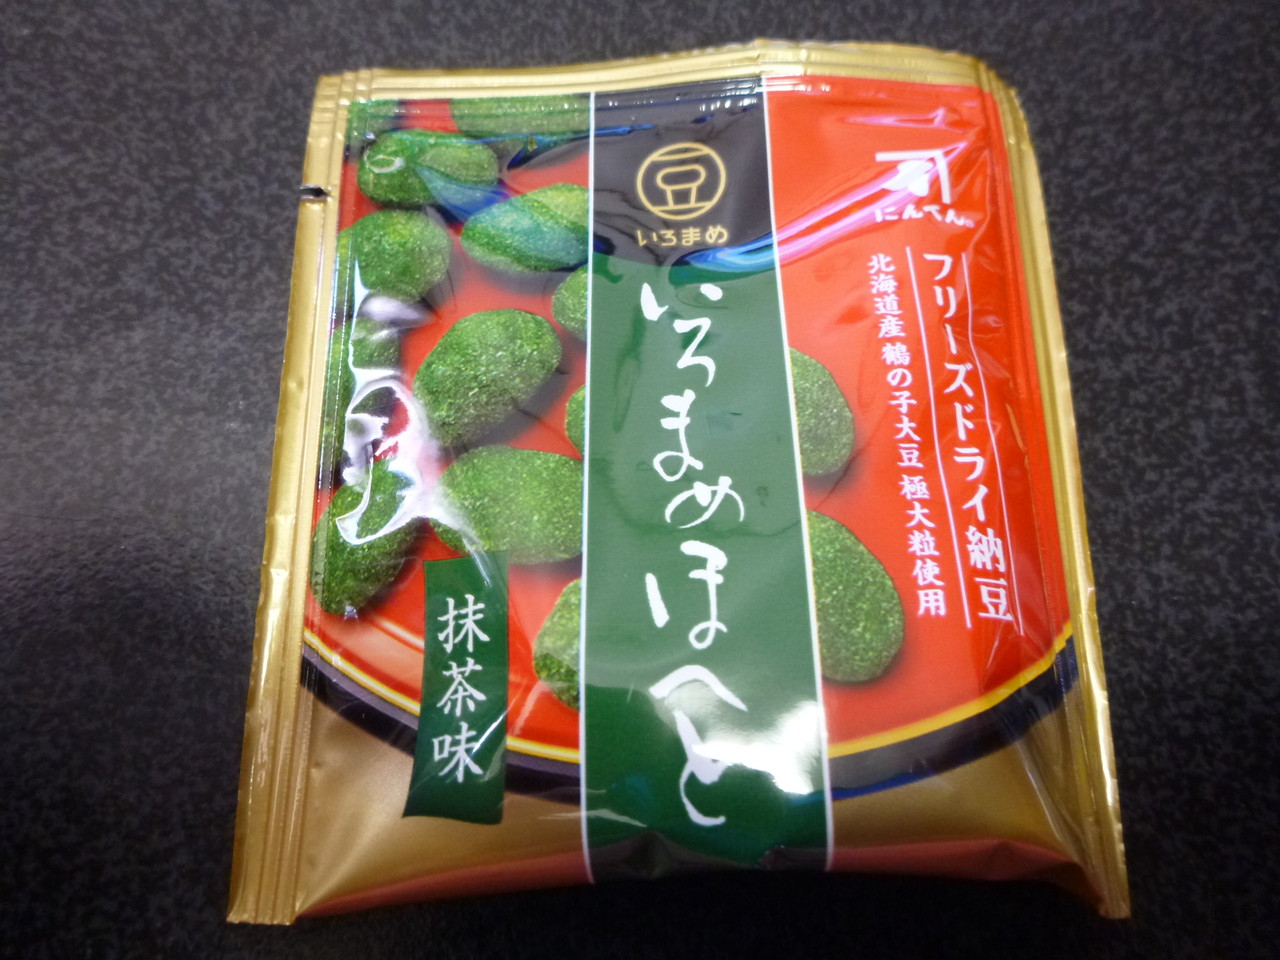 にんべん®
フリーズドライ納豆
北海道産 鶴の子大豆 極大粒使用
豆
いろまめ
いろまめほへと
抹茶味